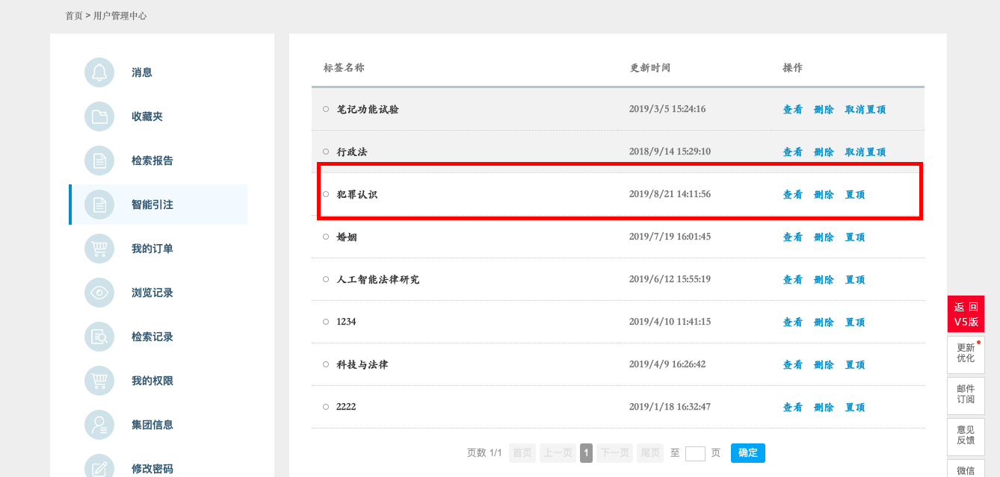 首页 > 用户管理中心
消息
收藏夹
检索报告
智能引注
我的订单
浏览记录
检索记录
我的权限
集团信息
修改密码
标签名称 更新时间 操作
笔记功能试验 2019/3/5 15:24:16 查看 删除 取消置顶
行政法 2018/9/14 15:29:10 查看 删除 取消置顶
犯罪认识 2019/8/21 14:11:56 查看 删除 置顶
婚姻 2019/7/19 16:01:45 查看 删除 置顶
人工智能法律研究 2019/6/12 15:55:19 查看 删除 置顶
1234 2019/4/10 11:41:15 查看 删除 置顶
科技与法律 2019/4/9 16:26:42 查看 删除 置顶
2222 2019/1/18 16:32:47 查看 删除 置顶
页数 1/1 首页 上一页 1 下一页 尾页 至 页 确定
返 回
V5版
更新
优化
邮件
订阅
意见
反馈
微信